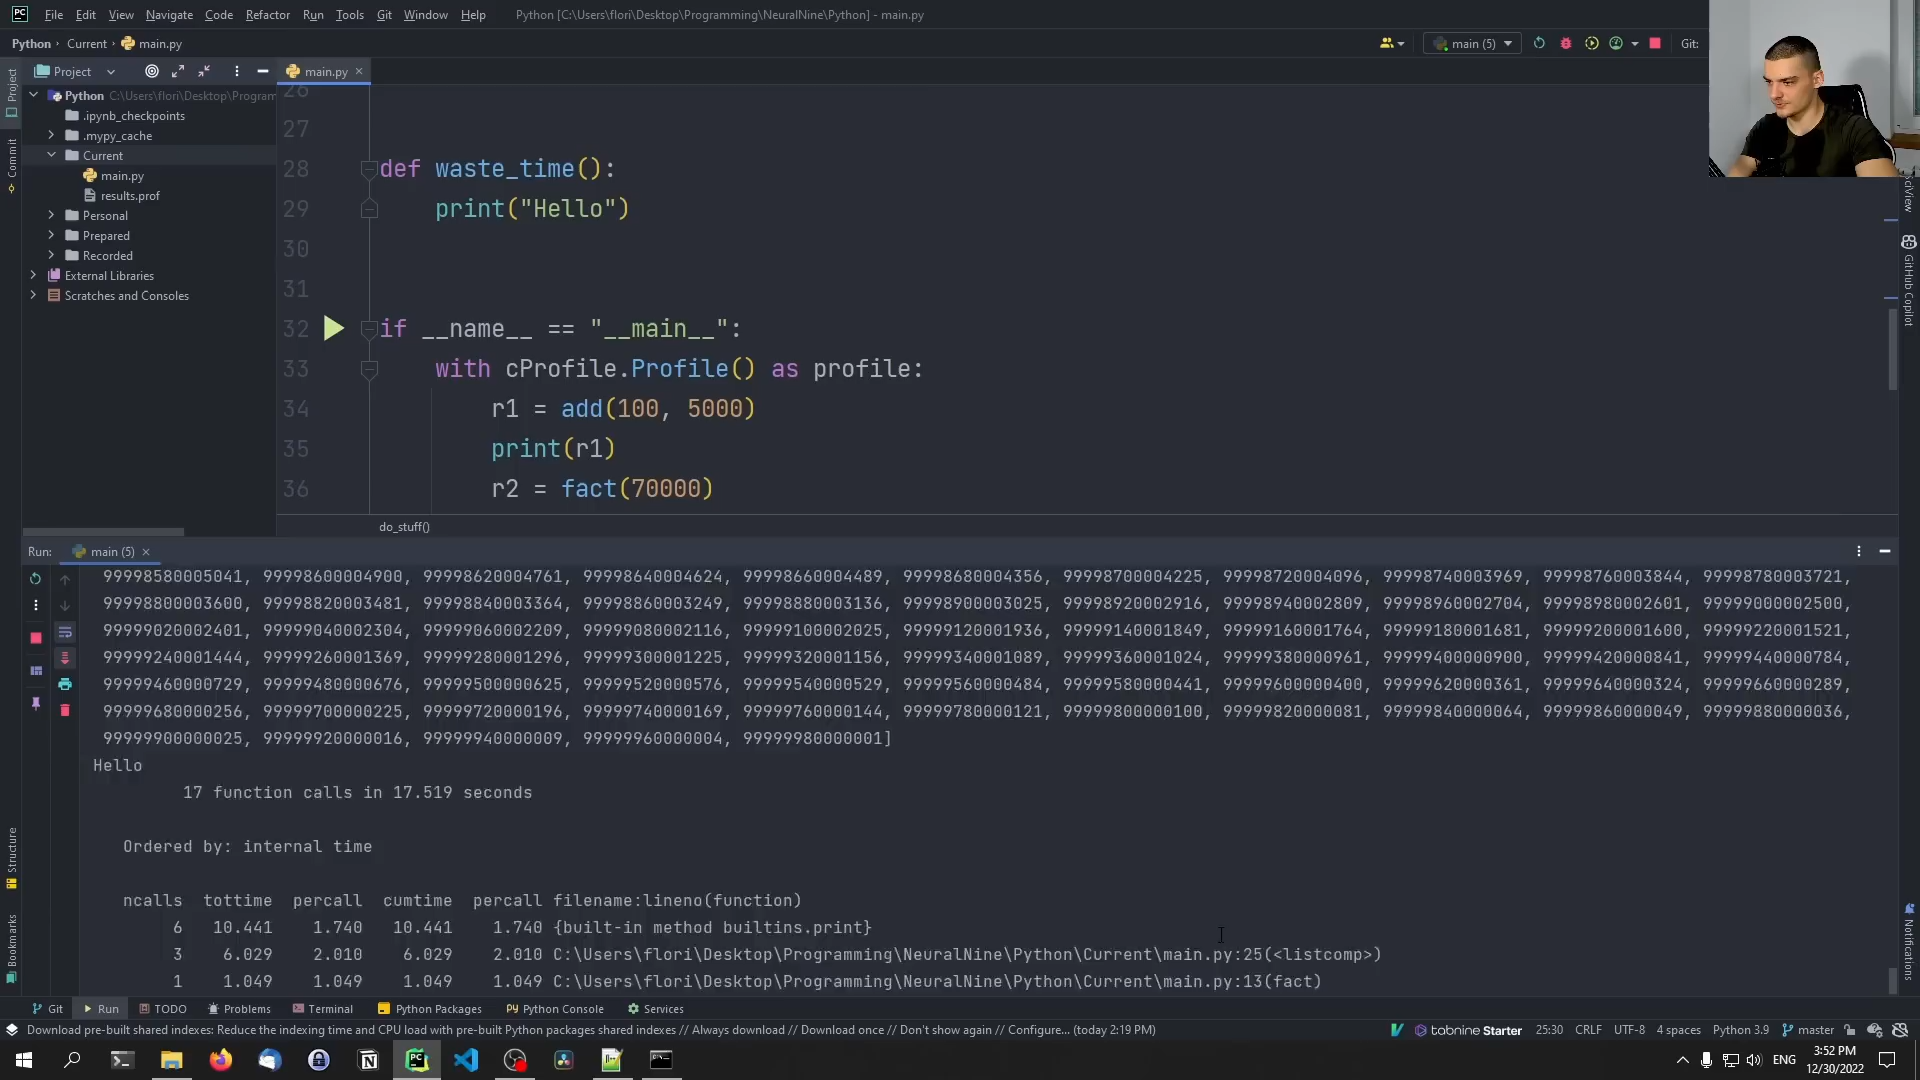 PC File Edit View Navigate Code Refactor Run Tools Git Window Help Python [C:\Users\flori\Desktop\Programming\NeuralNine\Python] - main.py
Python Current main.py
main (5) Git:
Project
main.py
Python C:\Users\flori\Desktop\Program
.ipynb_checkpoints
.mypy_cache
Current
main.py
results.prof
Personal
Prepared
Recorded
External Libraries
Scratches and Consoles
Project
Commit
Structure
Bookmarks
SciView
GitHub Copilot
Notifications
26
27
28 def waste_time():
29 print("Hello")
30
31
32 if __name__ == "__main__":
33 with cProfile.Profile() as profile:
34 r1 = add(100, 5000)
35 print(r1)
36 r2 = fact(70000)
do_stuff()
Run: main (5)
99998580005041, 99998600004900, 99998620004761, 99998640004624, 99998660004489, 99998680004356, 99998700004225, 99998720004096, 99998740003969, 99998760003844, 99998780003721,
99998800003600, 99998820003481, 99998840003364, 99998860003249, 99998880003136, 99998900003025, 99998920002916, 99998940002809, 99998960002704, 99998980002601, 99999000002500,
99999020002401, 99999040002304, 99999060002209, 99999080002116, 99999100002025, 99999120001936, 99999140001849, 99999160001764, 99999180001681, 99999200001600, 99999220001521,
99999240001444, 99999260001369, 99999280001296, 99999300001225, 99999320001156, 99999340001089, 99999360001024, 99999380000961, 99999400000900, 99999420000841, 99999440000784,
99999460000729, 99999480000676, 99999500000625, 99999520000576, 99999540000529, 99999560000484, 99999580000441, 99999600000400, 99999620000361, 99999640000324, 99999660000289,
99999680000256, 99999700000225, 99999720000196, 99999740000169, 99999760000144, 99999780000121, 99999800000100, 99999820000081, 99999840000064, 99999860000049, 99999880000036,
99999900000025, 99999920000016, 99999940000009, 99999960000004, 99999980000001]
Hello
17 function calls in 17.519 seconds
Ordered by: internal time
ncalls tottime percall cumtime percall filename:lineno(function)
6 10.441 1.740 10.441 1.740 {built-in method builtins.print}
3 6.029 2.010 6.029 2.010 C:\Users\flori\Desktop\Programming\NeuralNine\Python\Current\main.py:25(<listcomp>)
1 1.049 1.049 1.049 1.049 C:\Users\flori\Desktop\Programming\NeuralNine\Python\Current\main.py:13(fact)
Git Run TODO Problems Terminal Python Packages Python Console Services
Download pre-built shared indexes: Reduce the indexing time and CPU load with pre-built Python packages shared indexes // Always download // Download once // Don't show again // Configure... (today 2:19 PM) tabnine Starter 25:30 CRLF UTF-8 4 spaces Python 3.9 master
ENG 3:52 PM
12/30/2022